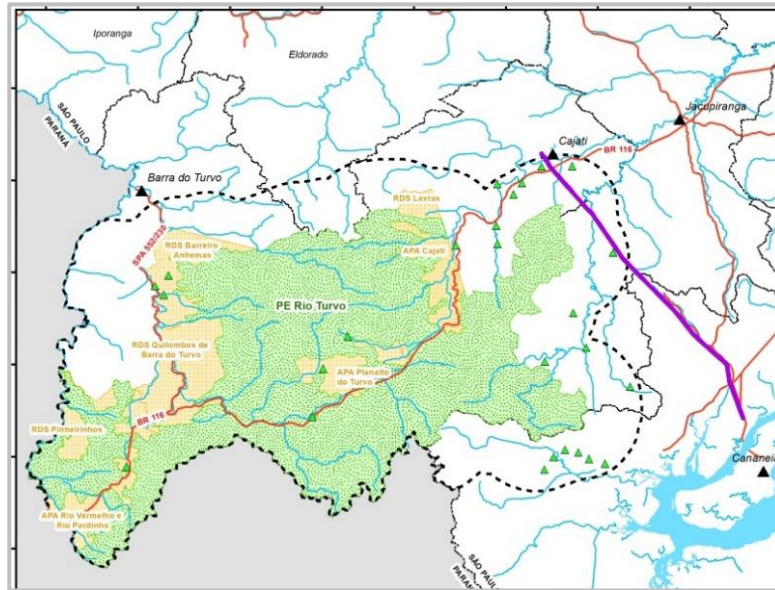 Iporanga
Eldorado
SÃO PAULO
PARANÁ
Jacupiranga
Cajati
BR 116
Barra do Turvo
RDS Lavras
SPA 552/230
RDS Barreiro
Anhemas
APA Cajati
PE Rio Turvo
RDS Quilombos de
Barra do Turvo
APA Planalto
do Turvo
BR 116
RDS Pinheirinhos
Cananeia
APA Rio Vermelho e
Rio Pardinho
SÃO PAULO
PARANÁ